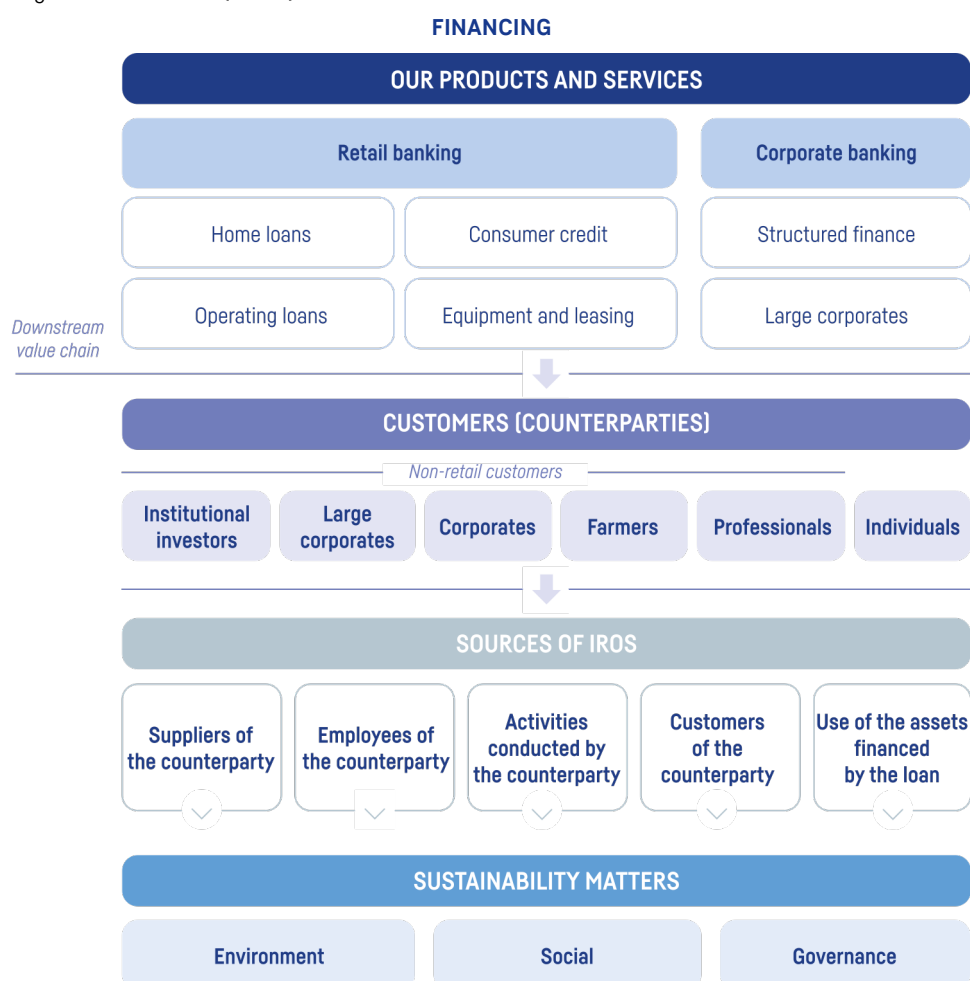 FINANCING
OUR PRODUCTS AND SERVICES
Retail banking
Corporate banking
Home loans
Consumer credit
Structured finance
Operating loans
Equipment and leasing
Large corporates
Downstream
value chain
CUSTOMERS (COUNTERPARTIES)
Non-retail customers
Institutional
investors
Large
corporates
Corporates
Farmers
Professionals
Individuals
SOURCES OF IROS
Suppliers of
the counterparty
Employees of
the counterparty
Activities
conducted by
the counterparty
Customers
of the
counterparty
Use of the assets
financed
by the loan
SUSTAINABILITY MATTERS
Environment
Social
Governance